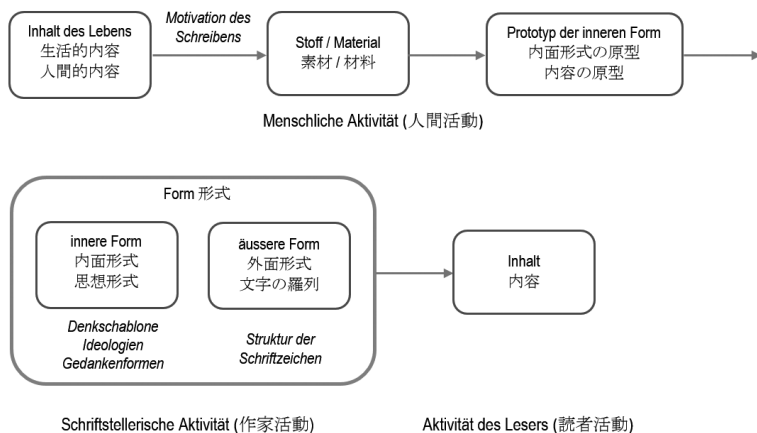 Inhalt des Lebens
生活的内容
人間的内容
Motivation des
Schreibens
Stoff / Material
素材 / 材料
Prototyp der inneren Form
内面形式の原型
内容の原型
Menschliche Aktivität (人間活動)
Form 形式
innere Form
内面形式
思想形式
äussere Form
外面形式
文字の羅列
Inhalt
内容
Denkschablone
Ideologien
Gedankenformen
Struktur der
Schriftzeichen
Schriftstellerische Aktivität (作家活動)
Aktivität des Lesers (読者活動)